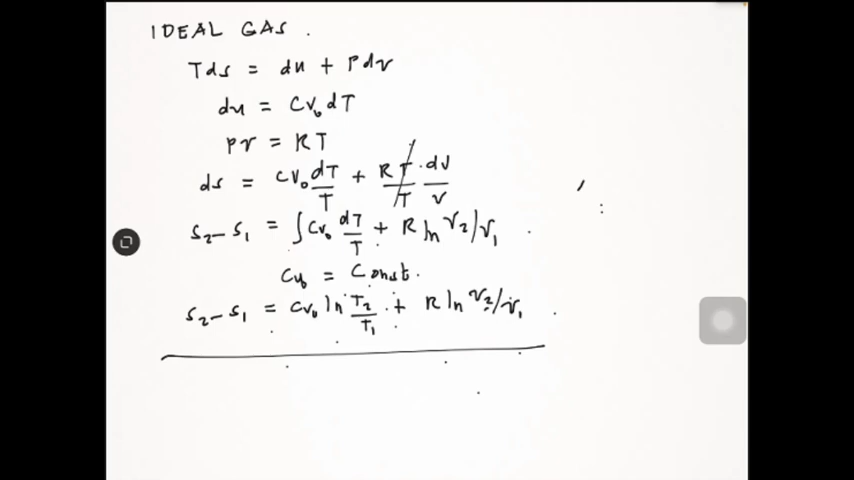 IDEAL GAS.
Tds = du + Pdv
du = Cv₀ dT
pv = RT
ds = Cv₀ dT/T + RT/T · dv/v
s₂-s₁ = ∫Cv₀ dT/T + R ln v₂/v₁
Cv₀ = Const.
s₂-s₁ = Cv₀ ln T₂/T₁ + R ln v₂/v₁